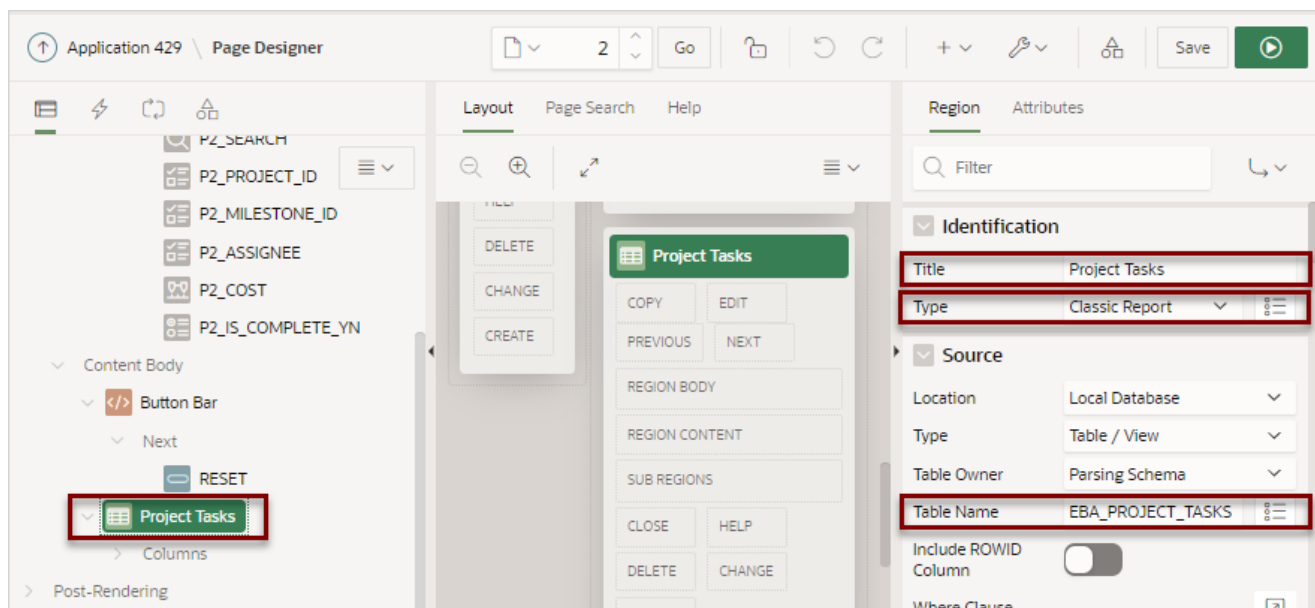 Application 429 \ Page Designer
2
Go
Save
P2_SEARCH
P2_PROJECT_ID
P2_MILESTONE_ID
P2_ASSIGNEE
P2_COST
P2_IS_COMPLETE_YN
Content Body
Button Bar
Next
RESET
Project Tasks
Columns
Post-Rendering
Layout Page Search Help
HELP
DELETE
CHANGE
CREATE
Project Tasks
COPY EDIT
PREVIOUS NEXT
REGION BODY
REGION CONTENT
SUB REGIONS
CLOSE HELP
DELETE CHANGE
Region Attributes
Filter
Identification
Title Project Tasks
Type Classic Report
Source
Location Local Database
Type Table / View
Table Owner Parsing Schema
Table Name EBA_PROJECT_TASKS
Include ROWID
Column
Where Clause